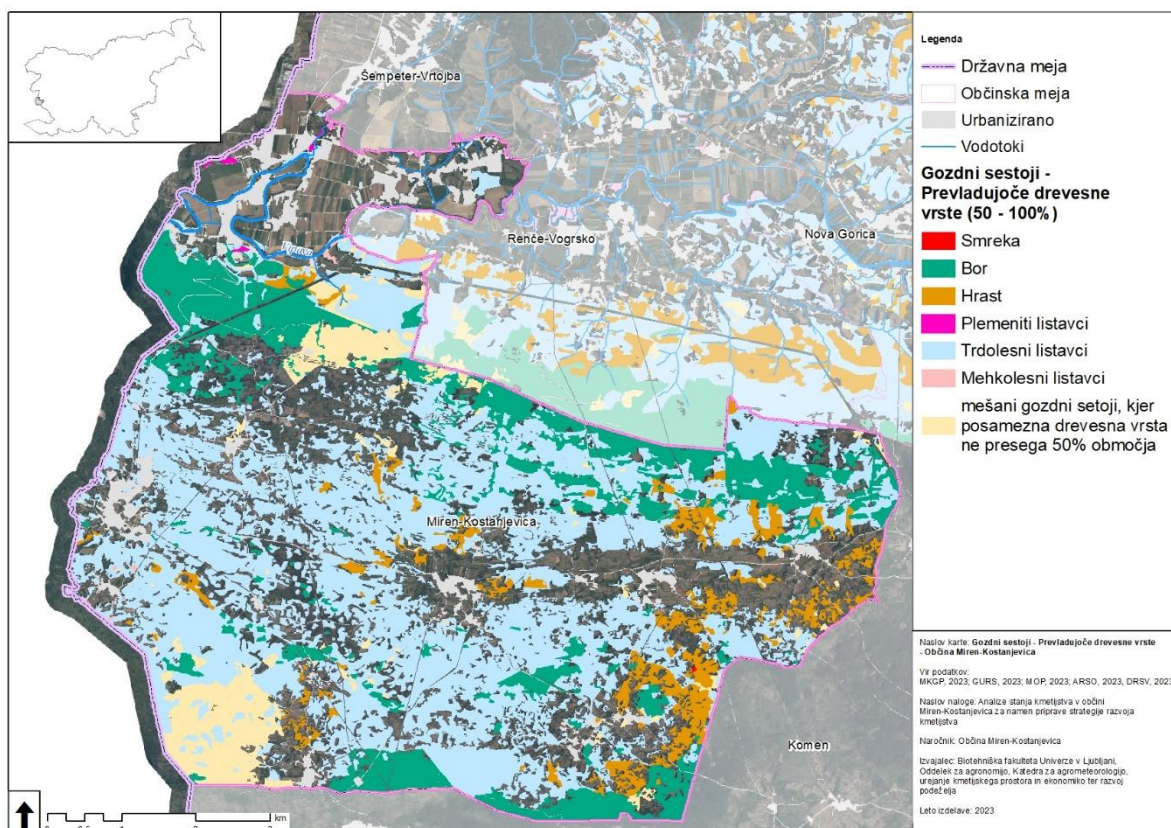 Šempeter-Vrtojba
Renče-Vogrsko
Nova Gorica
Vipava
Miren-Kostanjevica
Komen
km
Legenda
Državna meja
Občinska meja
Urbanizirano
Vodotoki
Gozdni sestoji -
Prevladujoče drevesne
vrste (50 - 100%)
Smreka
Bor
Hrast
Plemeniti listavci
Trdolesni listavci
Mehkolesni listavci
mešani gozdni setoji, kjer
posamezna drevesna vrsta
ne presega 50% območja
Naslov karte: Gozdni sestoji - Prevladujoče drevesne vrste
- Občina Miren-Kostanjevica
Vir podatkov:
MKGP, 2023; GURS, 2023; MOP, 2023; ARSO, 2023, DRSV, 2023
Naslov naloge: Analize stanja kmetijstva v občini
Miren-Kostanjevica za namen priprave strategije razvoja
kmetijstva
Naročnik: Občina Miren-Kostanjevica
Izvajalec: Biotehniška fakulteta Univerze v Ljubljani,
Oddelek za agronomijo, Katedra za agrometeorologijo,
urejanje kmetijskega prostora in ekonomiko ter razvoj
podeželja
Leto izdelave: 2023